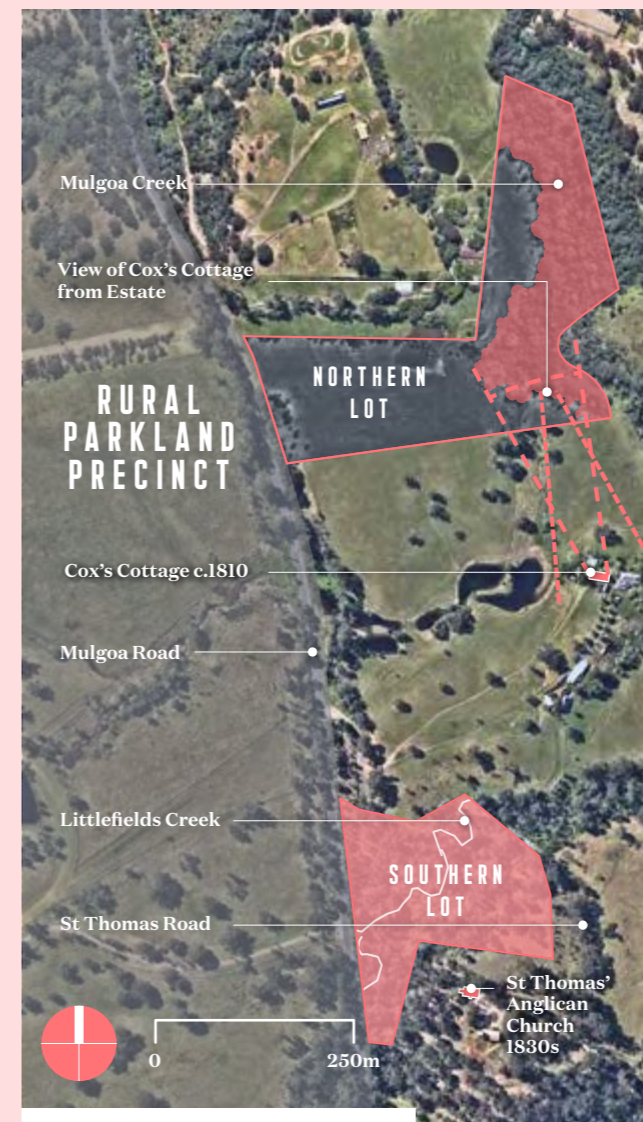 Mulgoa Creek
View of Cox's Cottage
from Estate
NORTHERN
LOT
RURAL
PARKLAND
PRECINCT
Cox's Cottage c.1810
Mulgoa Road
Littlefields Creek
SOUTHERN
LOT
St Thomas Road
St Thomas'
Anglican
Church
1830s
0
250m